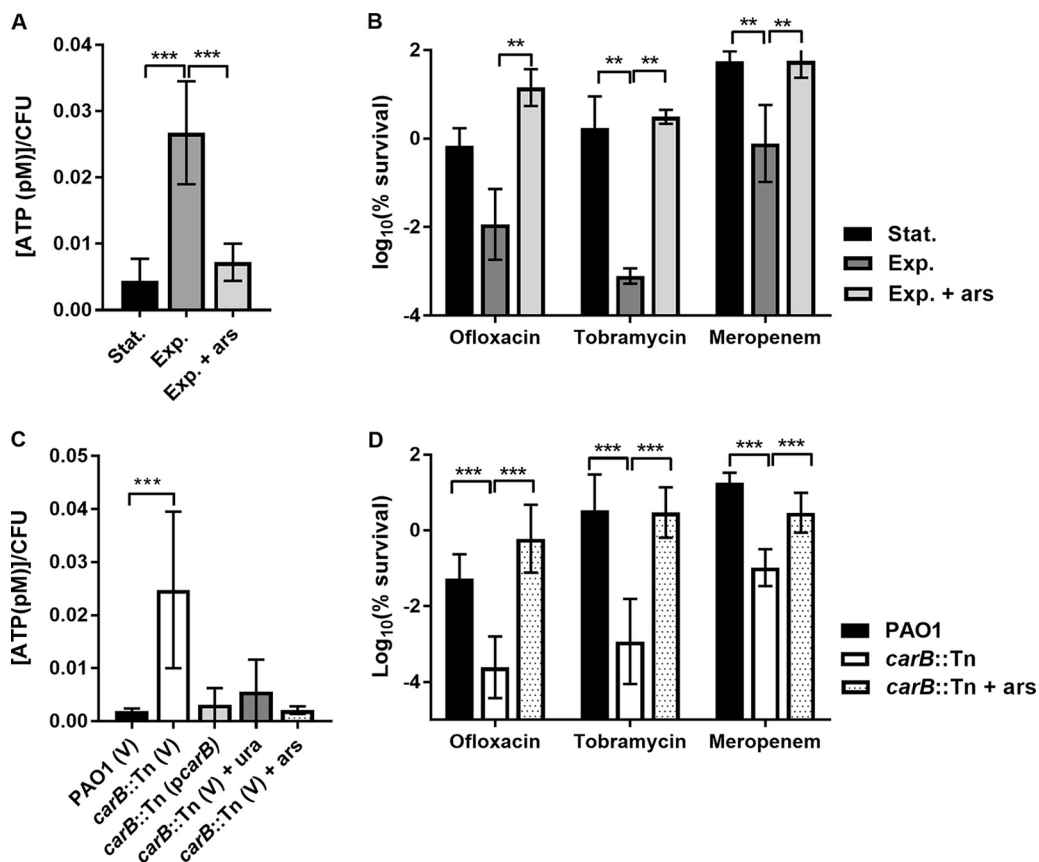 A
[ATP (pM)]/CFU
0.04
0.03
0.02
0.01
0.00
***
***
Stat.
Exp.
Exp. + ars
B
log10(% survival)
2
0
-2
-4
**
**
**
**
**
Ofloxacin
Tobramycin
Meropenem
Stat.
Exp.
Exp. + ars
C
[ATP(pM)]/CFU
0.05
0.04
0.03
0.02
0.01
0.00
***
PAO1 (V)
carB::Tn (V)
carB::Tn (pcarB)
carB::Tn (V) + ura
carB::Tn (V) + ars
D
Log10(% survival)
2
0
-2
-4
***
***
***
***
***
***
Ofloxacin
Tobramycin
Meropenem
PAO1
carB::Tn
carB::Tn + ars